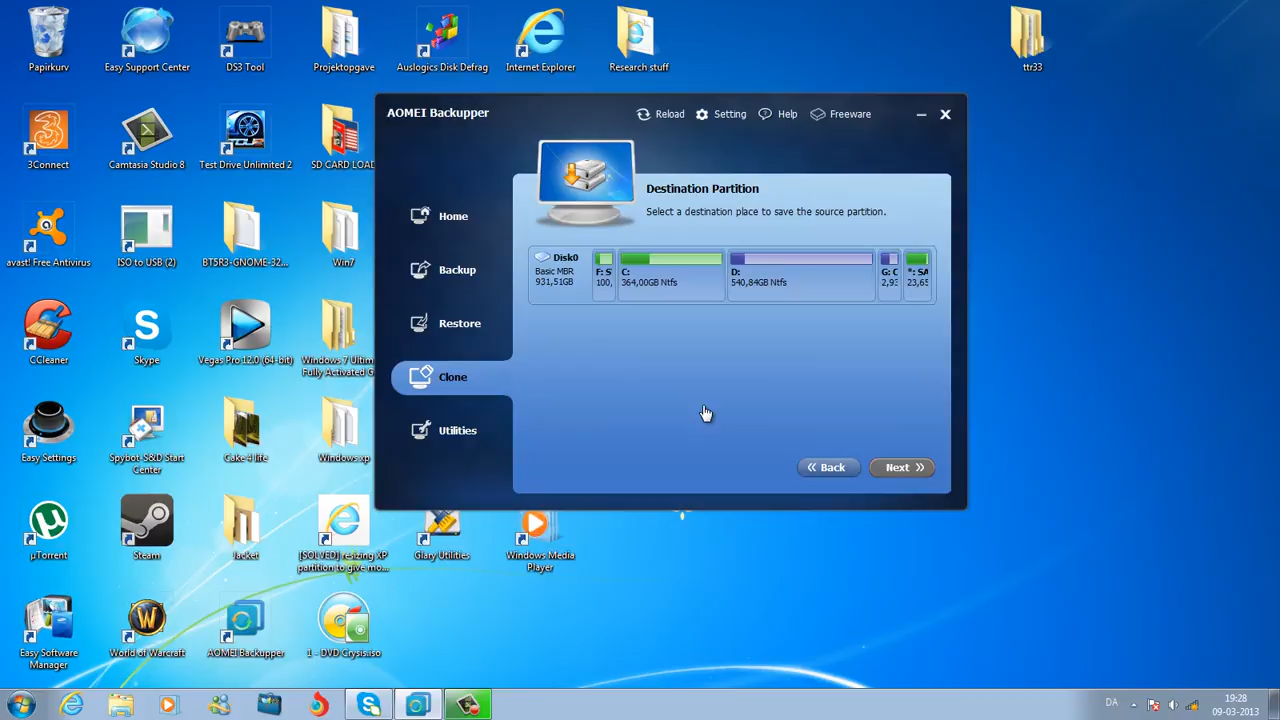 Papirkurv
Easy Support Center
DS3 Tool
Projektopgave
Auslogics Disk Defrag
Internet Explorer
Research stuff
ttr33
3Connect
Camtasia Studio 8
Test Drive Unlimited 2
SD CARD LOAD
avast! Free Antivirus
ISO to USB (2)
BT5R3-GNOME-32...
Win7
CCleaner
Skype
Vegas Pro 12.0 (64-bit)
Windows 7 Ultim
Fully Activated G
Easy Settings
Spybot-S&D Start
Center
Cake 4 life
Windows xp
µTorrent
Steam
Jacket
[SOLVED] resizing XP
partition to give mo...
Glary Utilities
Windows Media
Player
Easy Software
Manager
World of Warcraft
AOMEI Backupper
1 - DVD Crysis.iso
AOMEI Backupper
Reload
Setting
Help
Freeware
Home
Backup
Restore
Clone
Utilities
Destination Partition
Select a destination place to save the source partition.
Disk0
Basic MBR
931,51GB
F: S
100,
C:
364,00GB Ntfs
D:
540,84GB Ntfs
G: C
2,93
*: SA
23,65
Back
Next
DA
19:28
09-03-2013